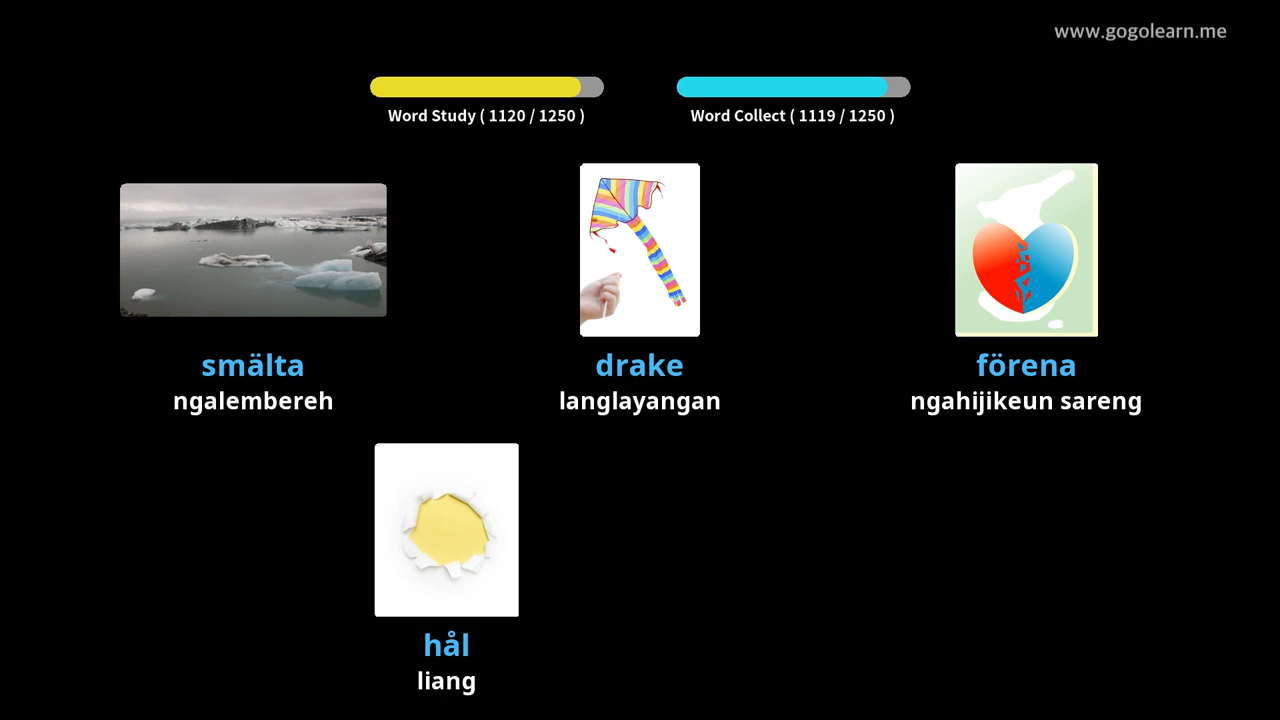 www.gogolearn.me
Word Study ( 1120 / 1250 )
Word Collect ( 1119 / 1250 )
smälta
ngalembereh
drake
langlayangan
förena
ngahijikeun sareng
hål
liang